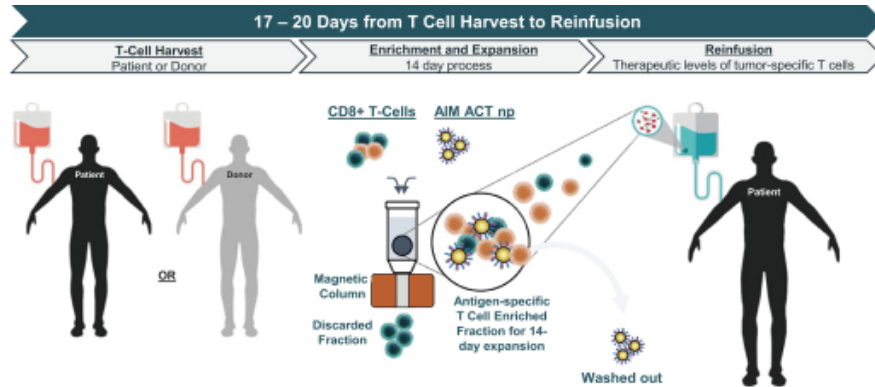 17 – 20 Days from T Cell Harvest to Reinfusion
T-Cell Harvest
Patient or Donor
Enrichment and Expansion
14 day process
Reinfusion
Therapeutic levels of tumor-specific T cells
CD8+ T-Cells
AIM ACT np
Patient
Donor
OR
Magnetic
Column
Discarded
Fraction
Antigen-specific
T Cell Enriched
Fraction for 14-
day expansion
Washed out
Patient